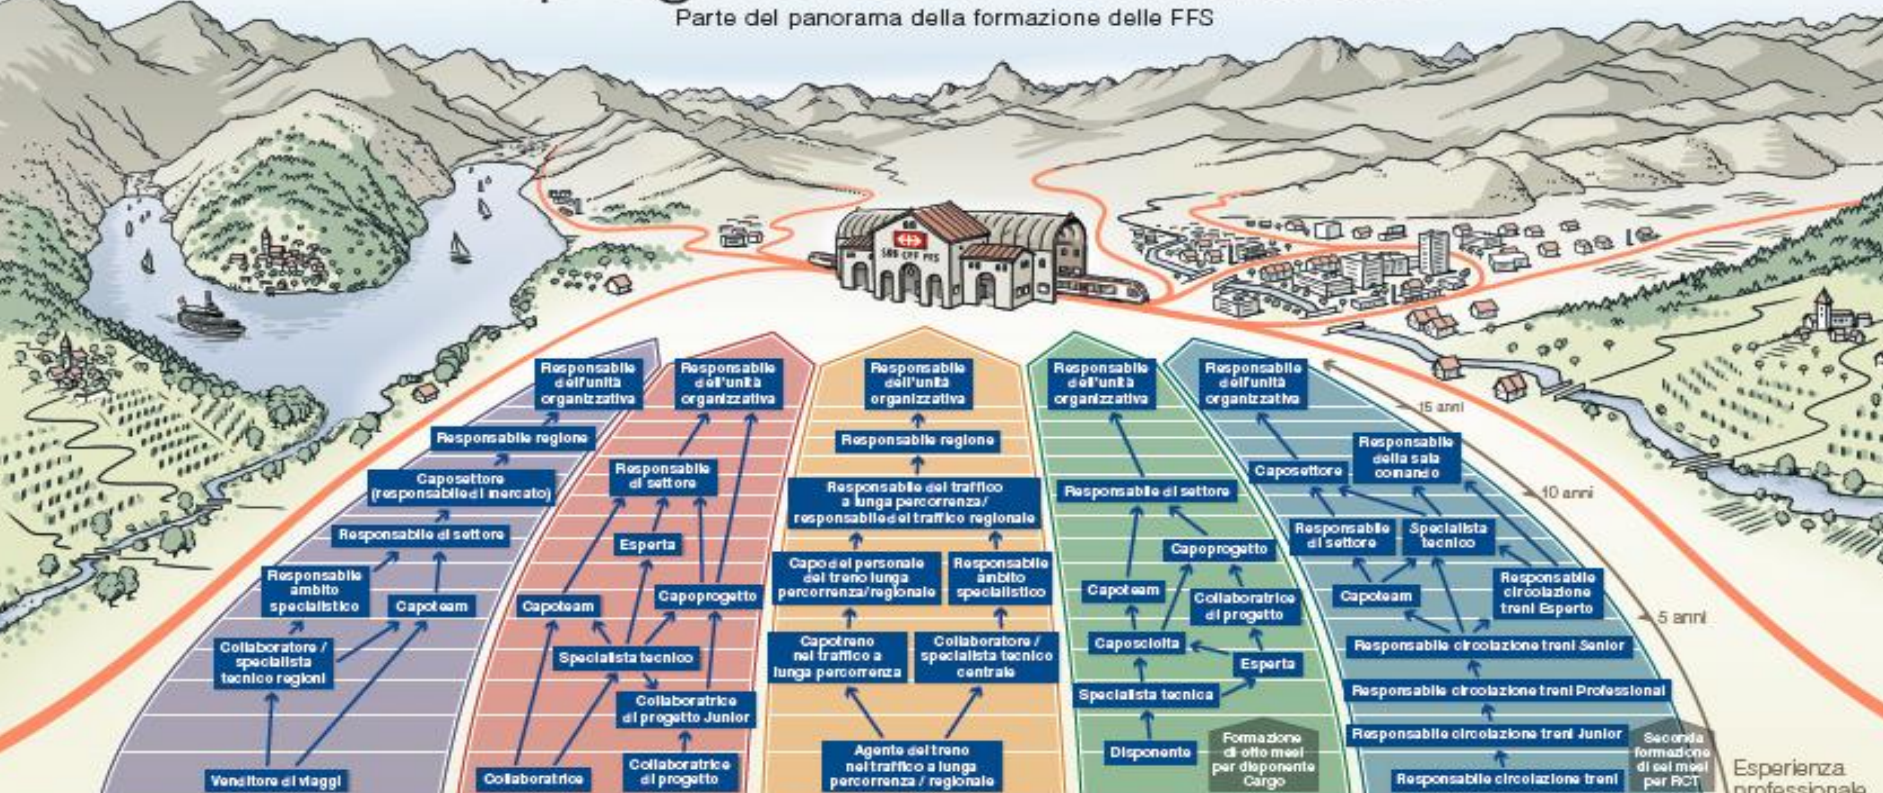 Parte del panorama della formazione delle FFS
SBB CFF FFS
Responsabile
dell'unità
organizzativa
Responsabile regione
Caposettore
(responsabile di mercato)
Responsabile di settore
Responsabile
ambito
specialistico
Capoteam
Collaboratore /
specialista
tecnico regioni
Venditore di viaggi
Responsabile
dell'unità
organizzativa
Responsabile
di settore
Esperta
Capoteam
Capoprogetto
Specialista tecnico
Collaboratrice
di progetto Junior
Collaboratrice
Collaboratrice
di progetto
Responsabile
dell'unità
organizzativa
Responsabile regione
Responsabile del traffico
a lunga percorrenza/
responsabile del traffico regionale
Capo del personale
del treno lunga
percorrenza/regionale
Responsabile
ambito
specialistico
Capotreno
nel traffico a
lunga percorrenza
Collaboratore /
specialista tecnico
centrale
Agente del treno
nel traffico a lunga
percorrenza / regionale
Responsabile
dell'unità
organizzativa
Responsabile di settore
Capoprogetto
Capoteam
Collaboratrice
di progetto
Caposciolta
Esperta
Specialista tecnica
Disponente
Formazione
di otto mesi
per disponente
Cargo
Responsabile
dell'unità
organizzativa
Responsabile
della sala
comando
Caposettore
Responsabile
di settore
Specialista
tecnico
Capoteam
Responsabile
circolazione
treni Esperto
Responsabile circolazione treni Senior
Responsabile circolazione treni Professional
Responsabile circolazione treni Junior
Responsabile circolazione treni
Seconda
formazione
di sei mesi
per RCT
15 anni
10 anni
5 anni
Esperienza
professionale